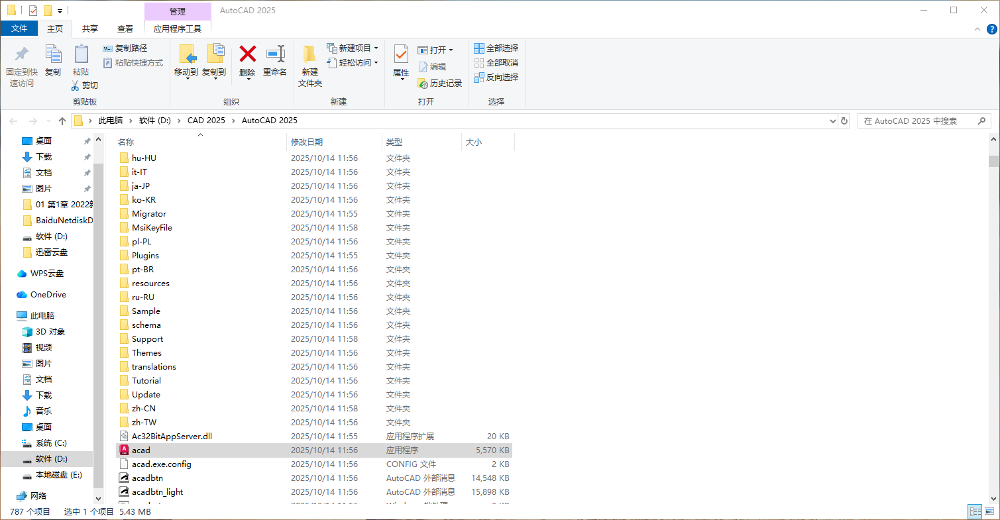 管理
AutoCAD 2025
文件
主页
共享
查看
应用程序工具
固定到快
速访问
复制
粘贴
复制路径
粘贴快捷方式
剪切
剪贴板
移动到
复制到
删除
重命名
组织
新建
文件夹
新建项目
轻松访问
新建
属性
打开
编辑
历史记录
打开
全部选择
全部取消
反向选择
选择
此电脑 › 软件 (D:) › CAD 2025 › AutoCAD 2025
在 AutoCAD 2025 中搜索
桌面
下载
文档
图片
01 第1章 2022新
BaiduNetdiskD
软件 (D:)
迅雷云盘
WPS云盘
OneDrive
此电脑
3D 对象
视频
图片
文档
下载
音乐
桌面
系统 (C:)
软件 (D:)
本地磁盘 (E:)
网络
名称 修改日期 类型 大小
hu-HU 2025/10/14 11:56 文件夹
it-IT 2025/10/14 11:56 文件夹
ja-JP 2025/10/14 11:56 文件夹
ko-KR 2025/10/14 11:56 文件夹
Migrator 2025/10/14 11:55 文件夹
MsiKeyFile 2025/10/14 11:58 文件夹
pl-PL 2025/10/14 11:56 文件夹
Plugins 2025/10/14 11:55 文件夹
pt-BR 2025/10/14 11:56 文件夹
resources 2025/10/14 11:56 文件夹
ru-RU 2025/10/14 11:56 文件夹
Sample 2025/10/14 11:56 文件夹
schema 2025/10/14 11:56 文件夹
Support 2025/10/14 11:58 文件夹
Themes 2025/10/14 11:56 文件夹
translations 2025/10/14 11:56 文件夹
Tutorial 2025/10/14 11:56 文件夹
Update 2025/10/14 11:56 文件夹
zh-CN 2025/10/14 11:58 文件夹
zh-TW 2025/10/14 11:56 文件夹
Ac32BitAppServer.dll 2025/10/14 11:55 应用程序扩展 20 KB
acad 2025/10/14 11:56 应用程序 5,570 KB
acad.exe.config 2025/10/14 11:56 CONFIG 文件 2 KB
acadbtn 2025/10/14 11:56 AutoCAD 外部消息 14,548 KB
acadbtn_light 2025/10/14 11:56 AutoCAD 外部消息 15,898 KB
787 个项目 选中 1 个项目 5.43 MB